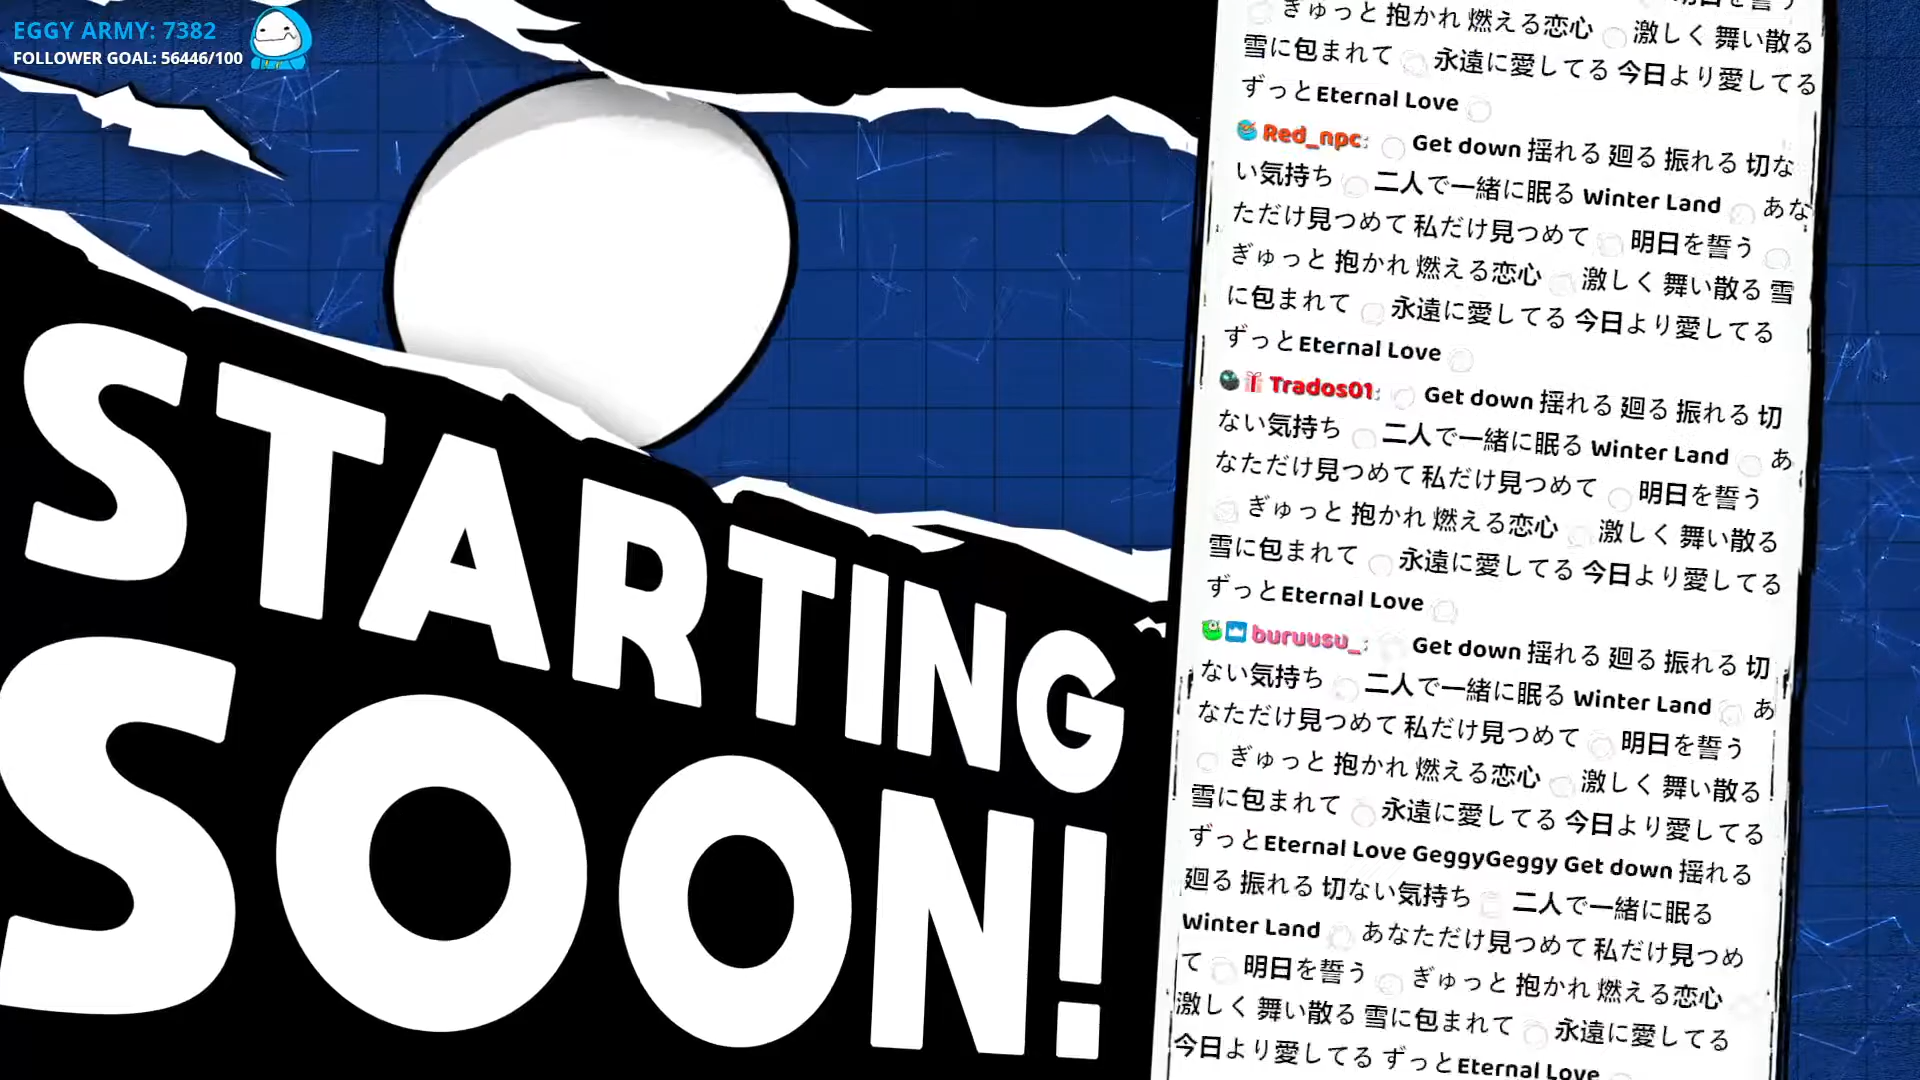 EGGY ARMY: 7382
FOLLOWER GOAL: 56446/100
STARTING
SOON!
ぎゅっと 抱かれ 燃える恋心 激しく 舞い散る
雪に包まれて 永遠に愛してる 今日より愛してる
ずっとEternal Love
Red_npc: Get down 揺れる 廻る 振れる 切な
い気持ち 二人で一緒に眠る Winter Land あな
ただけ見つめて 私だけ見つめて 明日を誓う
ぎゅっと 抱かれ 燃える恋心 激しく 舞い散る 雪
に包まれて 永遠に愛してる 今日より愛してる
ずっとEternal Love
Trados01: Get down 揺れる 廻る 振れる 切
ない気持ち 二人で一緒に眠る Winter Land あ
なただけ見つめて 私だけ見つめて 明日を誓う
ぎゅっと 抱かれ 燃える恋心 激しく 舞い散る
雪に包まれて 永遠に愛してる 今日より愛してる
ずっとEternal Love
buruusu_: Get down 揺れる 廻る 振れる 切
ない気持ち 二人で一緒に眠る Winter Land あ
なただけ見つめて 私だけ見つめて 明日を誓う
ぎゅっと 抱かれ 燃える恋心 激しく 舞い散る
雪に包まれて 永遠に愛してる 今日より愛してる
ずっとEternal Love GeggyGeggy Get down 揺れる
廻る 振れる 切ない気持ち 二人で一緒に眠る
Winter Land あなただけ見つめて 私だけ見つめ
て 明日を誓う ぎゅっと 抱かれ 燃える恋心
激しく 舞い散る 雪に包まれて 永遠に愛してる
今日より愛してる ずっとEternal Love